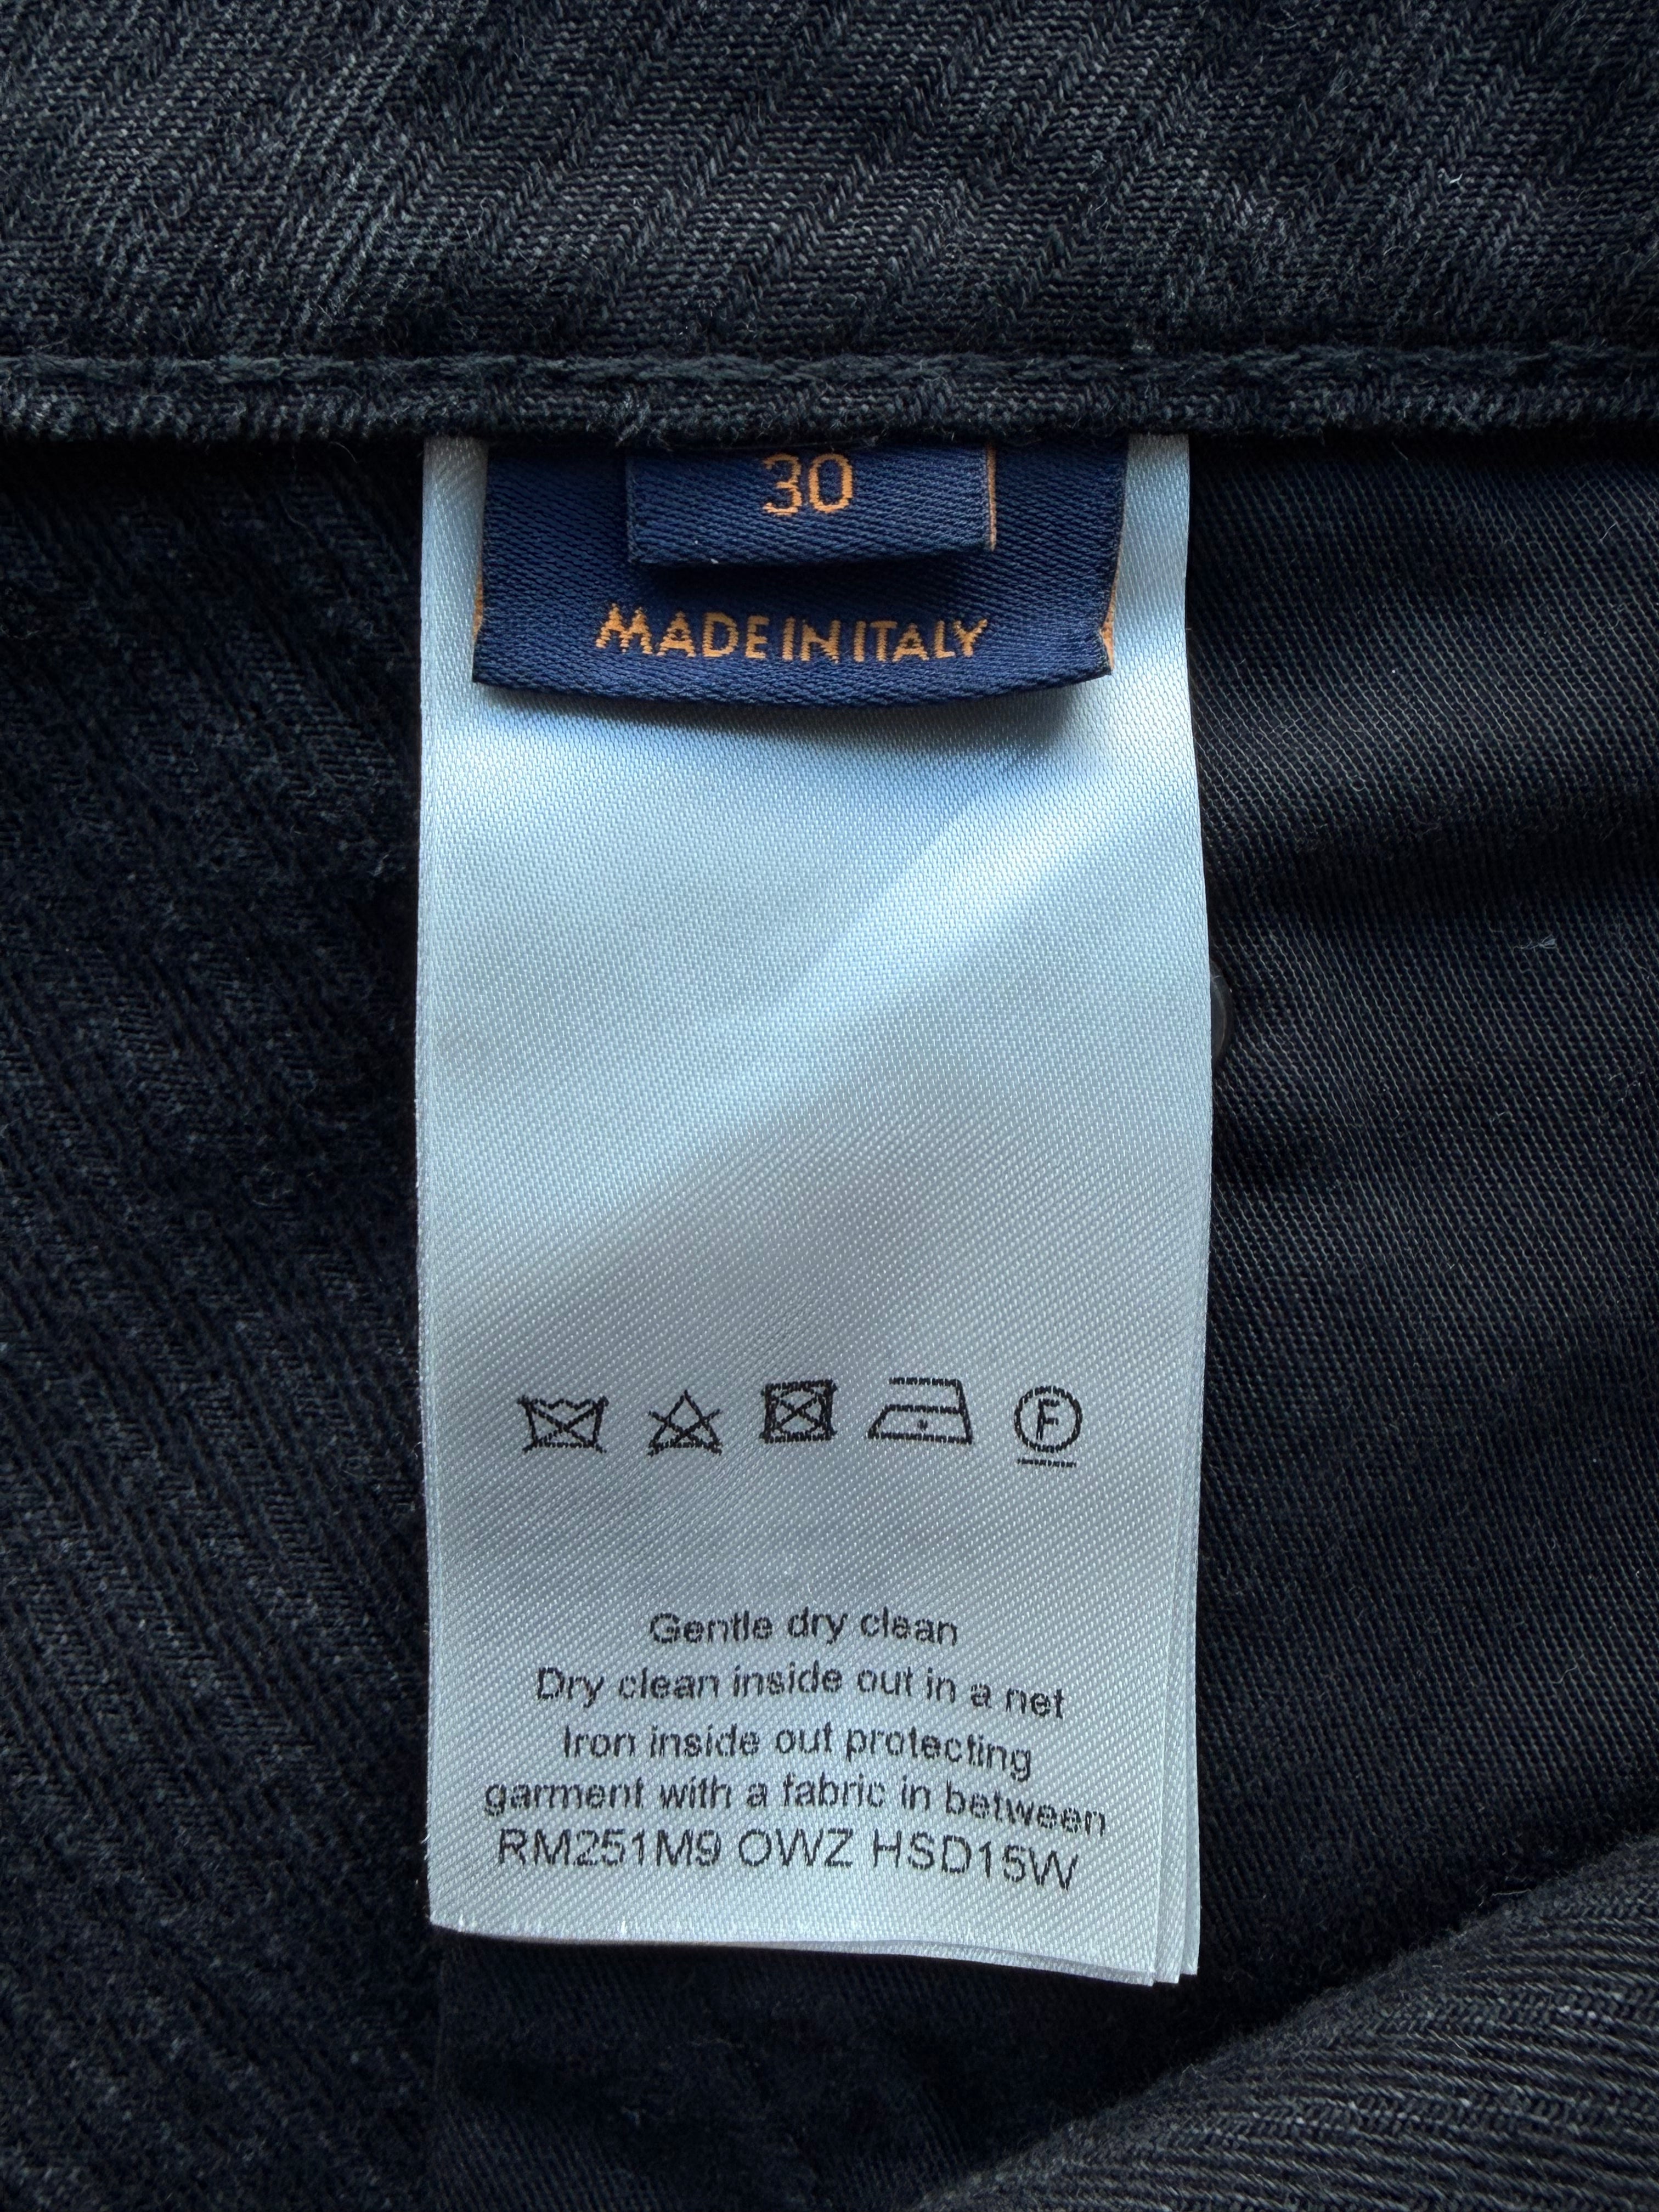 30
MADE IN ITALY
F
Gentle dry clean
Dry clean inside out in a net
Iron inside out protecting
garment with a fabric in between
RM251M9 OWZ HSD15W